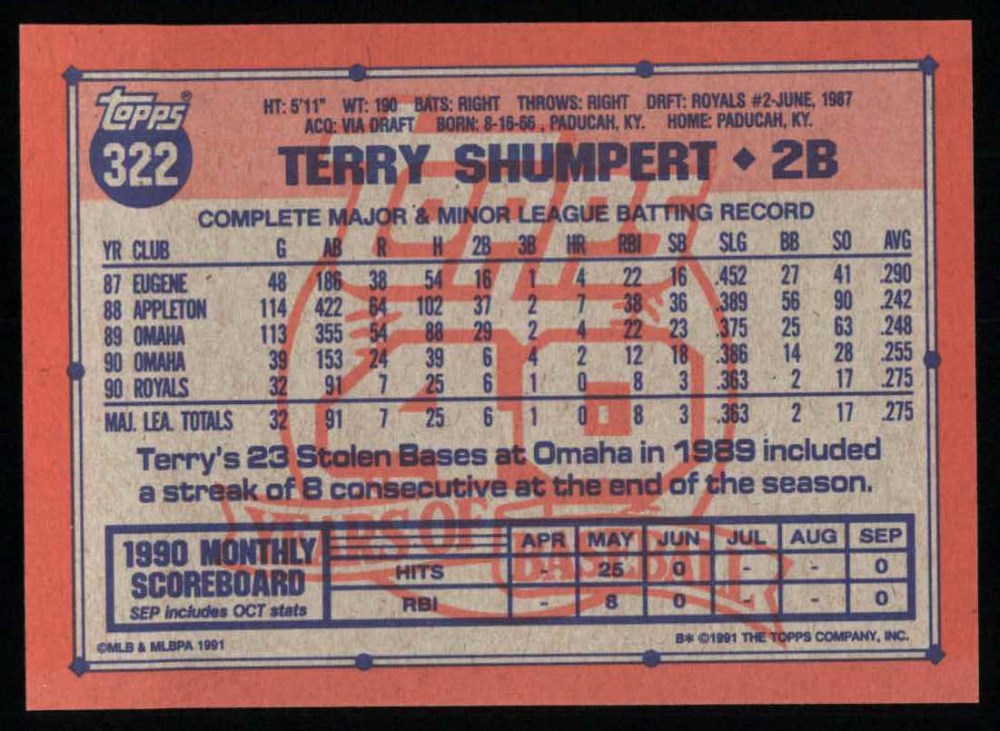 topps®
322
HT: 5'11" WT: 190 BATS: RIGHT THROWS: RIGHT DRFT: ROYALS #2-JUNE, 1987
ACQ: VIA DRAFT BORN: 8-16-66 , PADUCAH, KY. HOME: PADUCAH, KY.
TERRY SHUMPERT ♦ 2B
COMPLETE MAJOR & MINOR LEAGUE BATTING RECORD
YR CLUB G AB R H 2B 3B HR RBI SB SLG BB SO AVG
87 EUGENE 48 186 38 54 16 1 4 22 16 .452 27 41 .290
88 APPLETON 114 422 64 102 37 2 7 38 36 .389 56 90 .242
89 OMAHA 113 355 54 88 29 2 4 22 23 .375 25 63 .248
90 OMAHA 39 153 24 39 6 4 2 12 18 .386 14 28 .255
90 ROYALS 32 91 7 25 6 1 0 8 3 .363 2 17 .275
MAJ. LEA. TOTALS 32 91 7 25 6 1 0 8 3 .363 2 17 .275
Terry's 23 Stolen Bases at Omaha in 1989 included
a streak of 8 consecutive at the end of the season.
topps
40
YEARS OF
BASEBALL
1990 MONTHLY
SCOREBOARD
SEP includes OCT stats
APR MAY JUN JUL AUG SEP
HITS - 25 0 - - 0
RBI - 8 0 - - 0
©MLB & MLBPA 1991
B* ©1991 THE TOPPS COMPANY, INC.